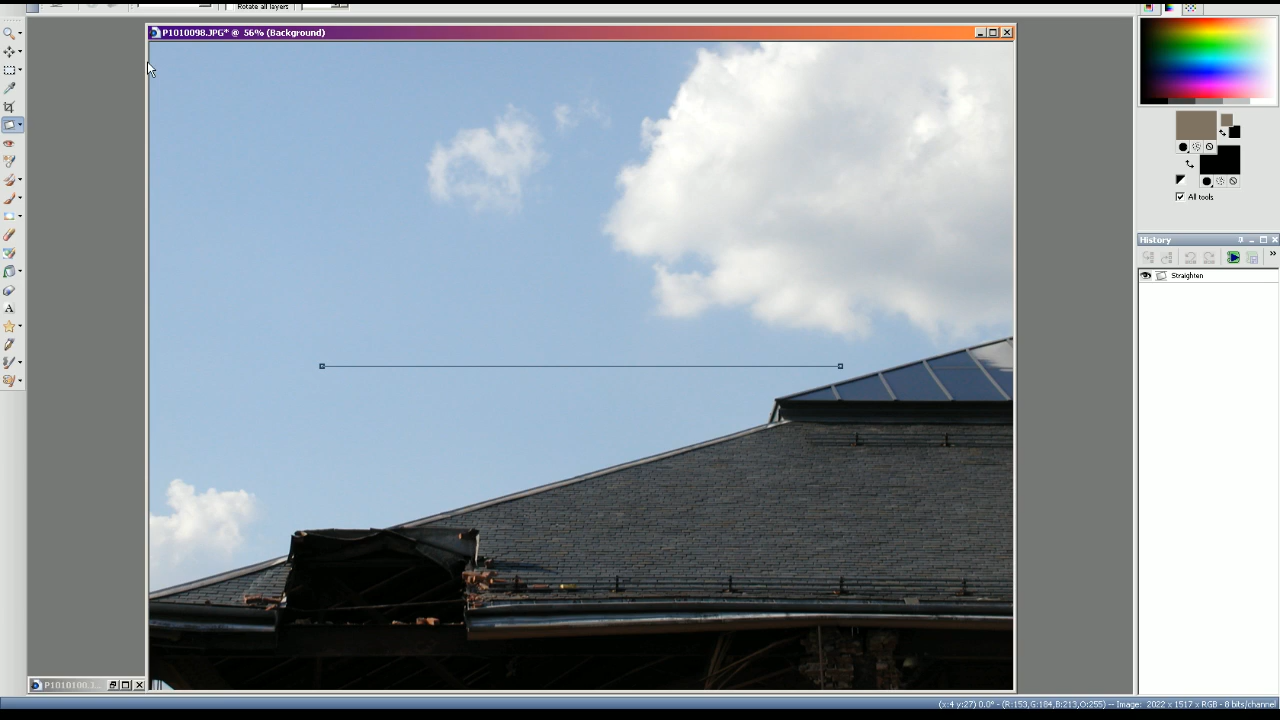 Rotate all layers
P1010098.JPG* @ 56% (Background)
All tools
History
»
Straighten
A
P1010100.J...
(x:4 y:27) 0.0° -- (R:153,G:184,B:213,O:255) -- Image: 2022 x 1517 x RGB - 8 bits/channel